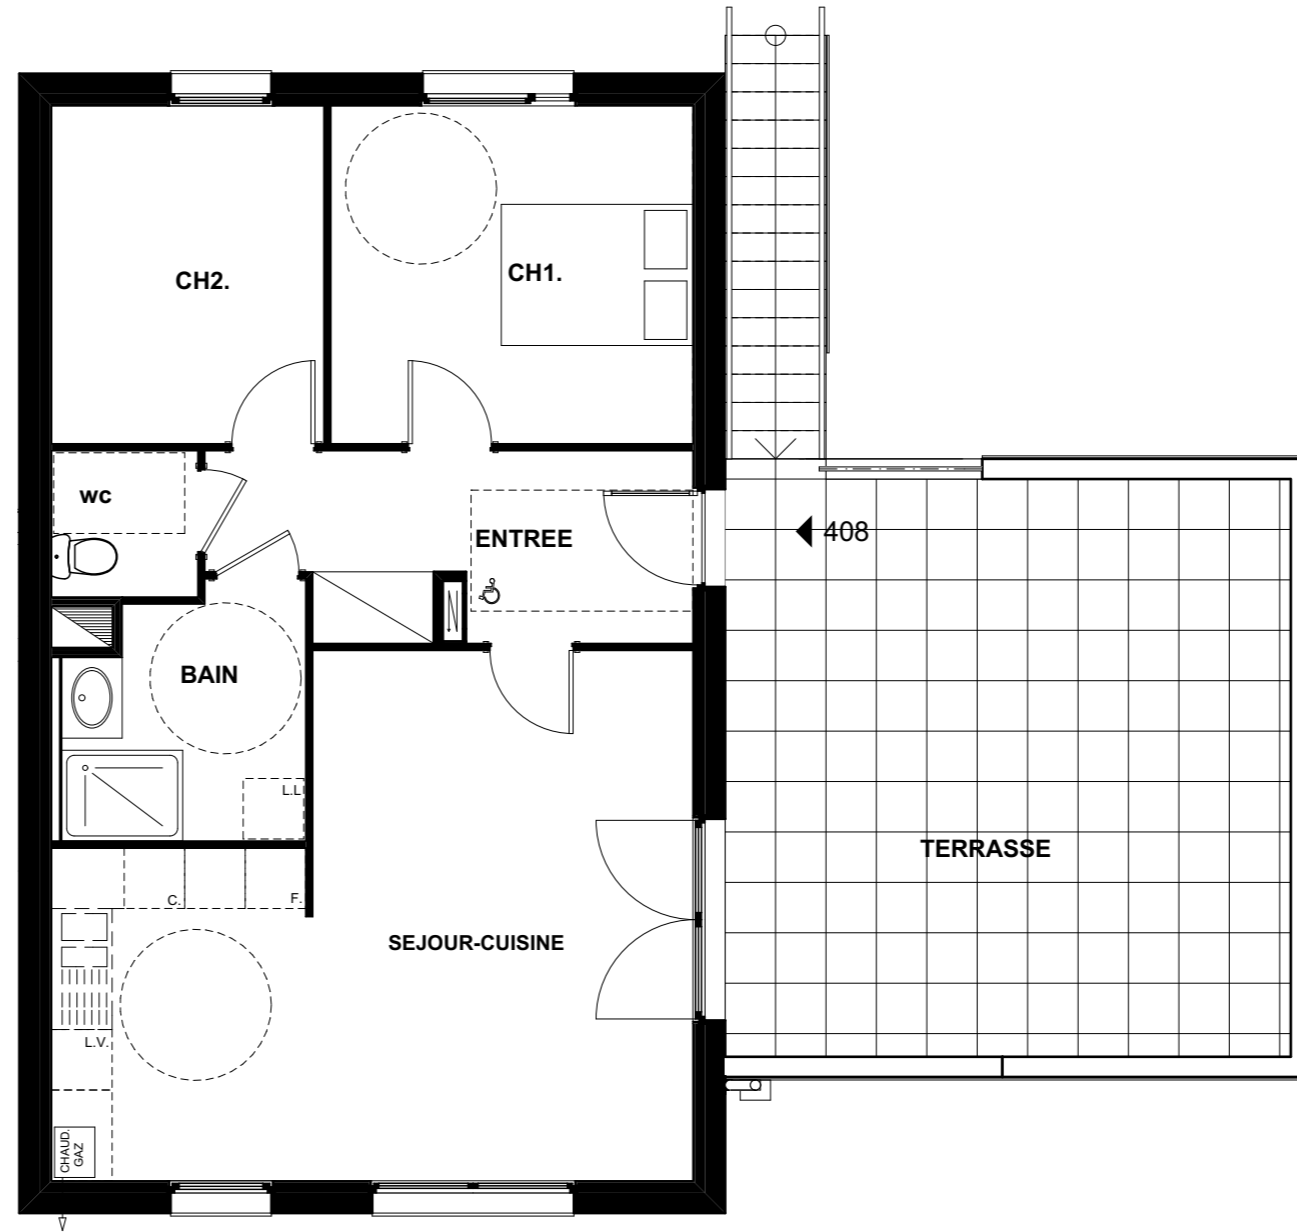 CH2.
CH1.
wc
ENTREE
408
BAIN
L.L
TERRASSE
C.
F.
SEJOUR-CUISINE
L.V.
CHAUD.
GAZ